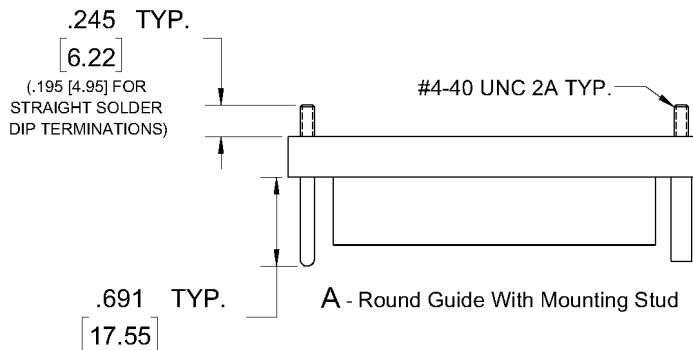 .245 TYP.
6.22
(.195 [4.95] FOR
STRAIGHT SOLDER
DIP TERMINATIONS)
#4-40 UNC 2A TYP.
.691 TYP.
17.55
A - Round Guide With Mounting Stud